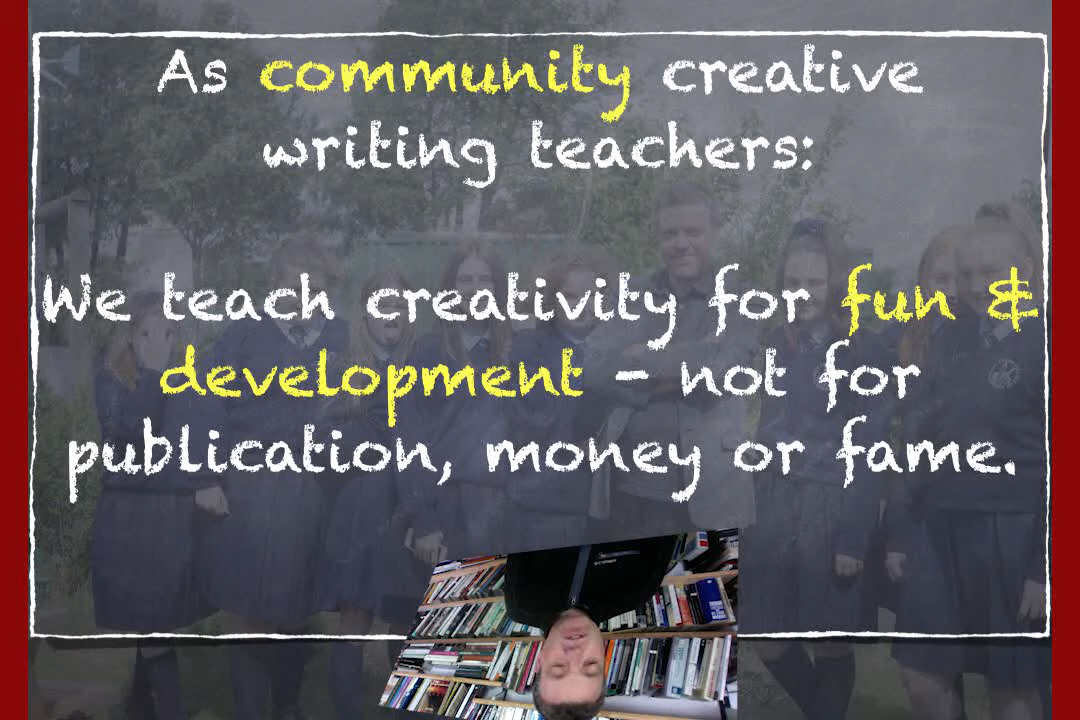 As community creative
writing teachers:
We teach creativity for fun &
development - not for
publication, money or fame.